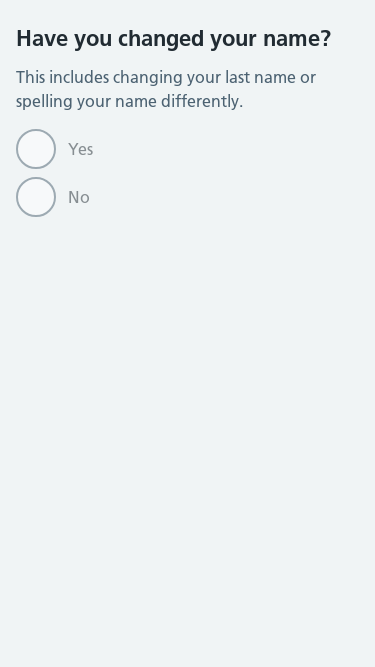 Have you changed your name?
This includes changing your last name or
spelling your name differently.
Yes
No